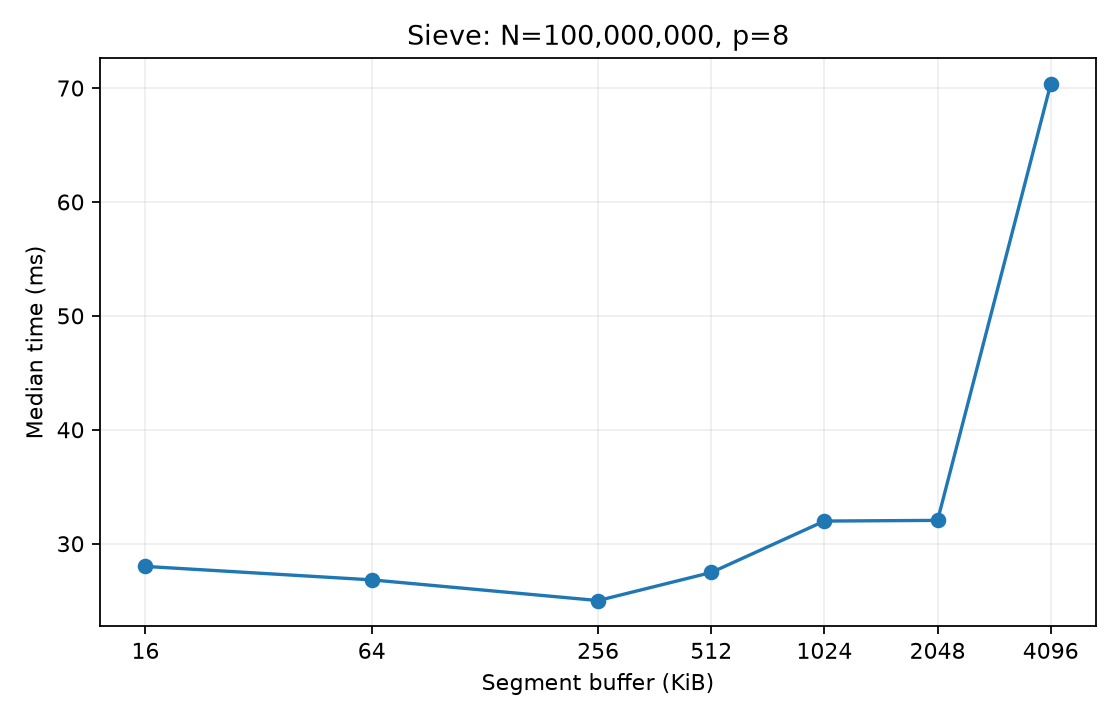 Sieve: N=100,000,000, p=8
Median time (ms)
70
60
50
40
30
16 64 256 512 1024 2048 4096
Segment buffer (KiB)